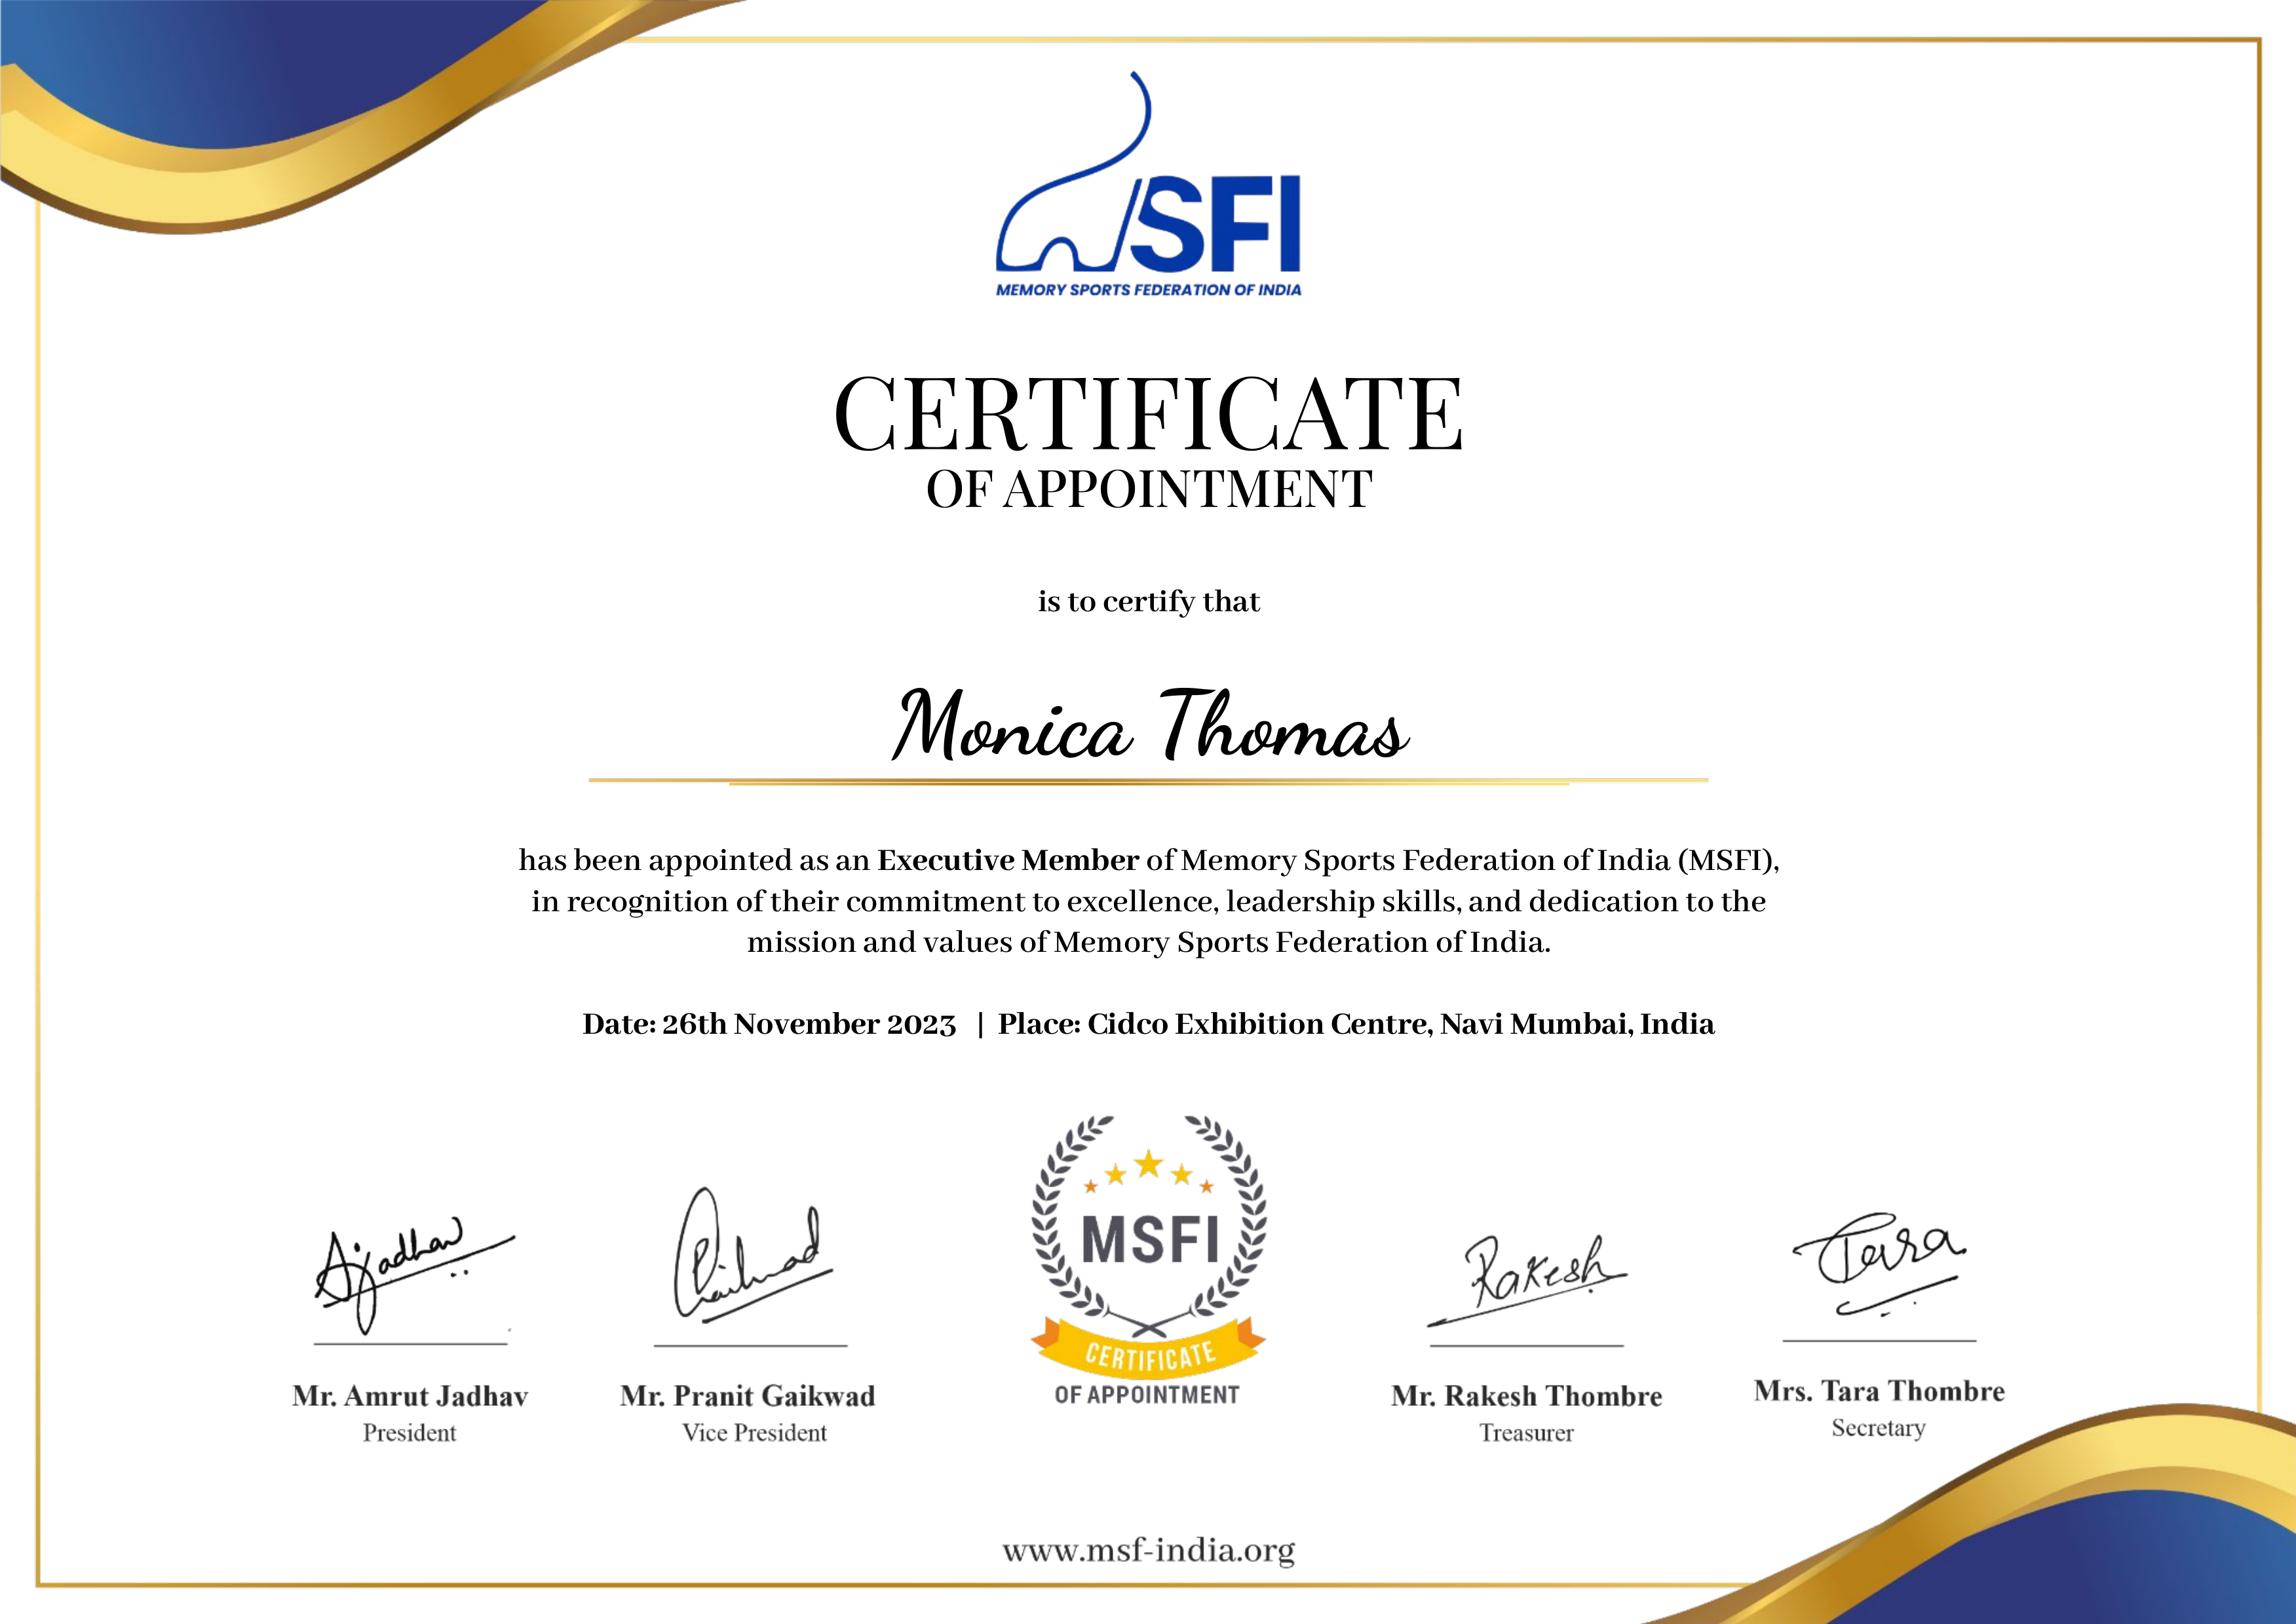 SFI
MEMORY SPORTS FEDERATION OF INDIA
CERTIFICATE
OF APPOINTMENT
is to certify that
Monica Thomas
has been appointed as an Executive Member of Memory Sports Federation of India (MSFI),
in recognition of their commitment to excellence, leadership skills, and dedication to the
mission and values of Memory Sports Federation of India.
Date: 26th November 2023 | Place: Cidco Exhibition Centre, Navi Mumbai, India
MSFI
CERTIFICATE
OF APPOINTMENT
Ajadhav
Rakesh
Tara
Mr. Amrut Jadhav
President
Mr. Pranit Gaikwad
Vice President
Mr. Rakesh Thombre
Treasurer
Mrs. Tara Thombre
Secretary
www.msf-india.org